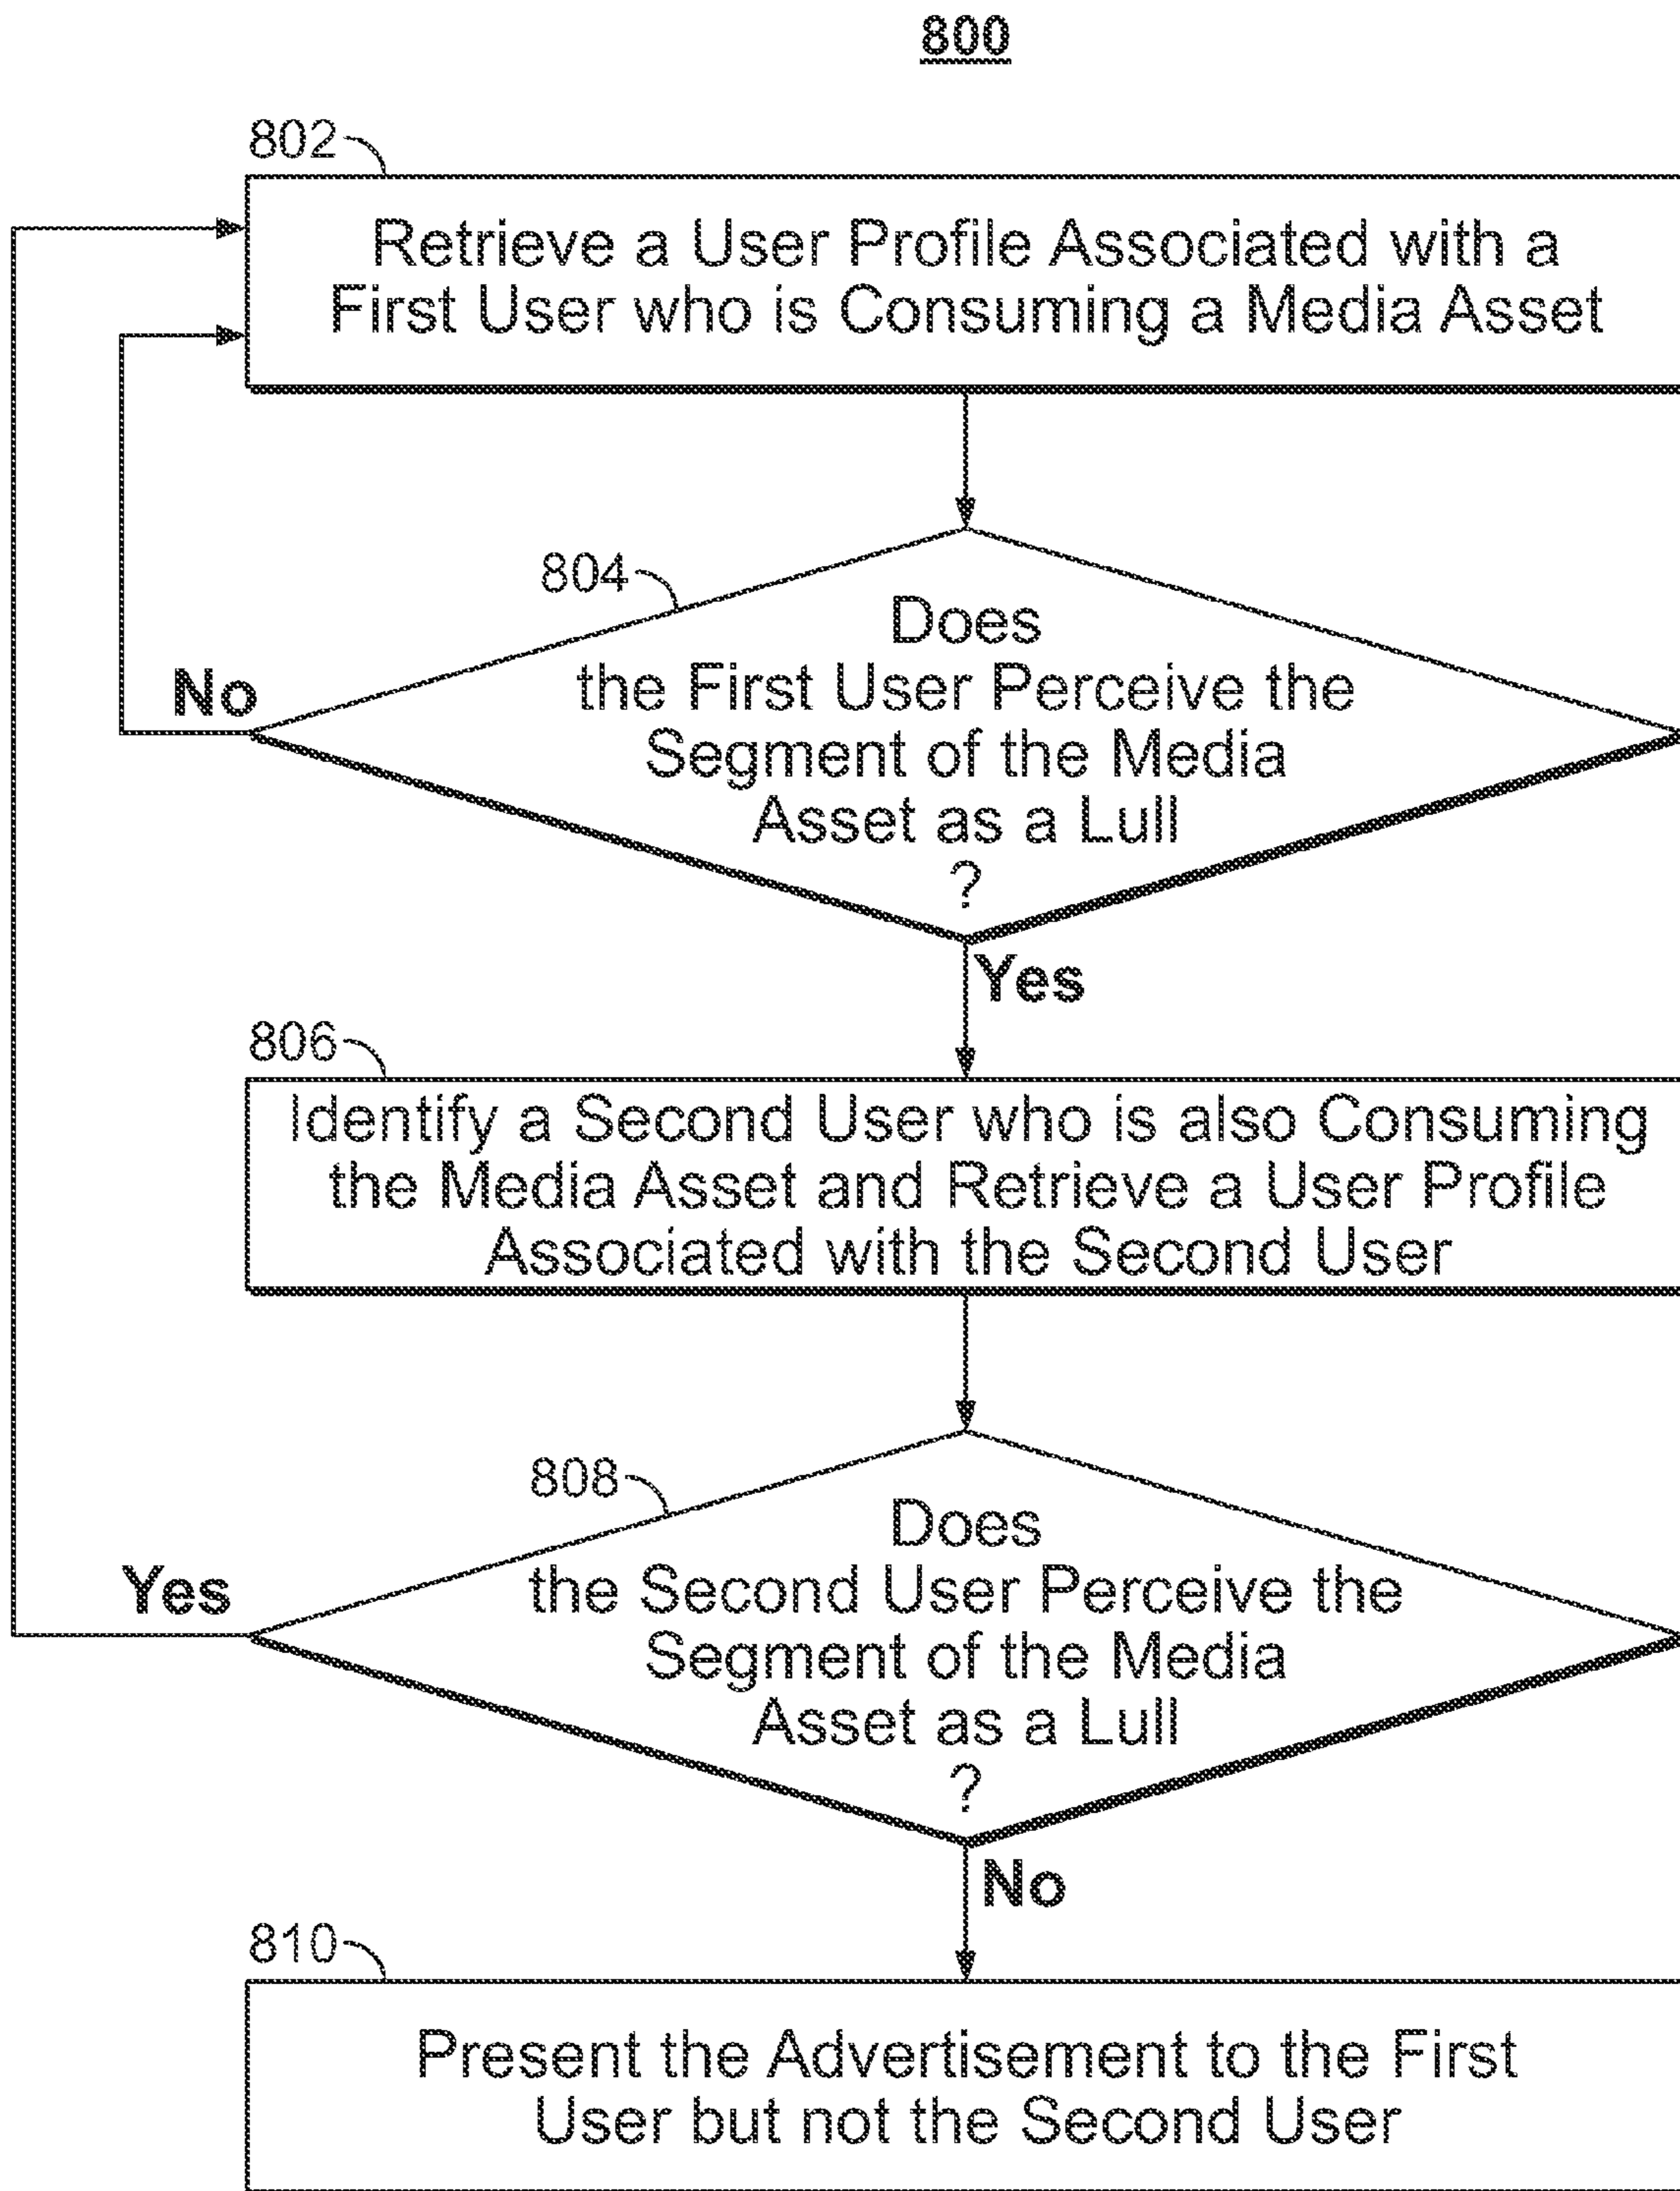 800
802
Retrieve a User Profile Associated with a
First User who is Consuming a Media Asset
804
Does
the First User Perceive the
Segment of the Media
Asset as a Lull
?
No
Yes
806
Identify a Second User who is also Consuming
the Media Asset and Retrieve a User Profile
Associated with the Second User
808
Does
the Second User Perceive the
Segment of the Media
Asset as a Lull
?
Yes
No
810
Present the Advertisement to the First
User but not the Second User